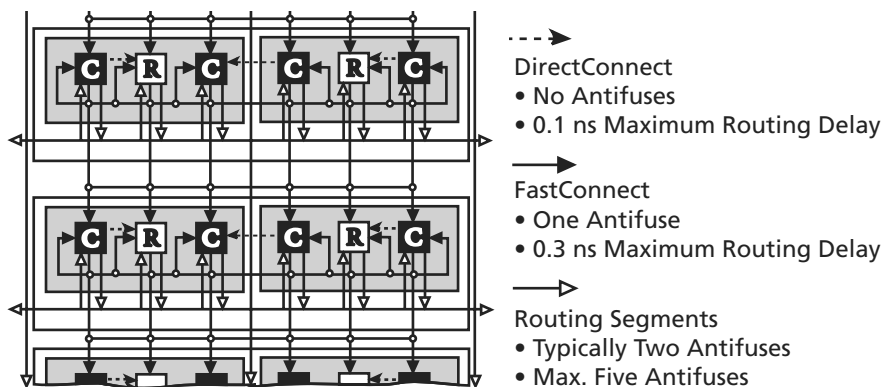 C R C C R C
DirectConnect
• No Antifuses
• 0.1 ns Maximum Routing Delay
FastConnect
• One Antifuse
• 0.3 ns Maximum Routing Delay
C R C C R C
Routing Segments
• Typically Two Antifuses
• Max. Five Antifuses